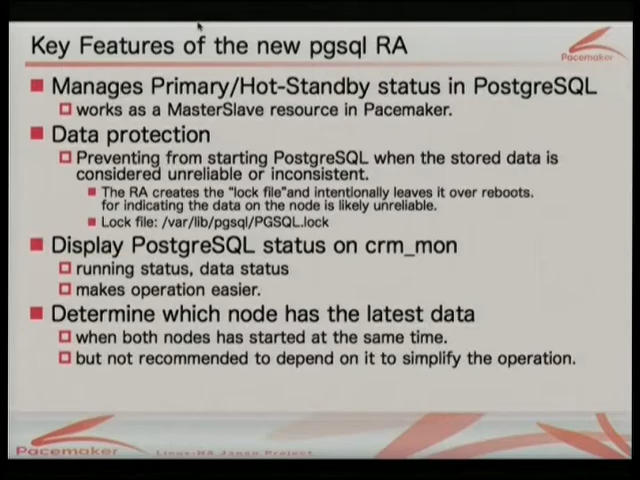 Key Features of the new pgsql RA
Pacemaker
Manages Primary/Hot-Standby status in PostgreSQL
works as a MasterSlave resource in Pacemaker.
Data protection
Preventing from starting PostgreSQL when the stored data is
considered unreliable or inconsistent.
The RA creates the "lock file"and intentionally leaves it over reboots.
for indicating the data on the node is likely unreliable.
Lock file: /var/lib/pgsql/PGSQL.lock
Display PostgreSQL status on crm_mon
running status, data status
makes operation easier.
Determine which node has the latest data
when both nodes has started at the same time.
but not recommended to depend on it to simplify the operation.
Pacemaker
Linux-HA Japan Project